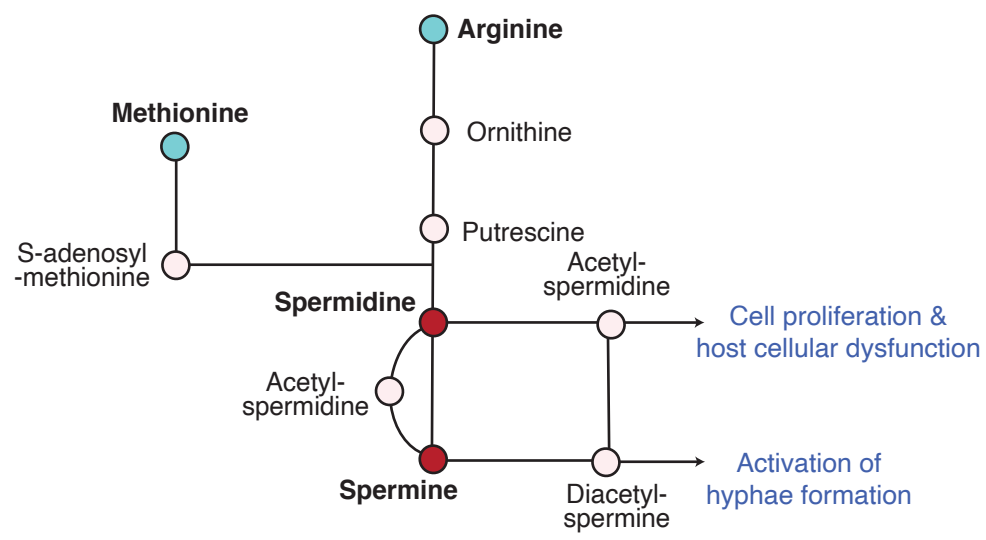 Arginine
Methionine
Ornithine
Putrescine
S-adenosyl
-methionine
Acetyl-
spermidine
Spermidine
Cell proliferation &
host cellular dysfunction
Acetyl-
spermidine
Spermine
Diacetyl-
spermine
Activation of
hyphae formation